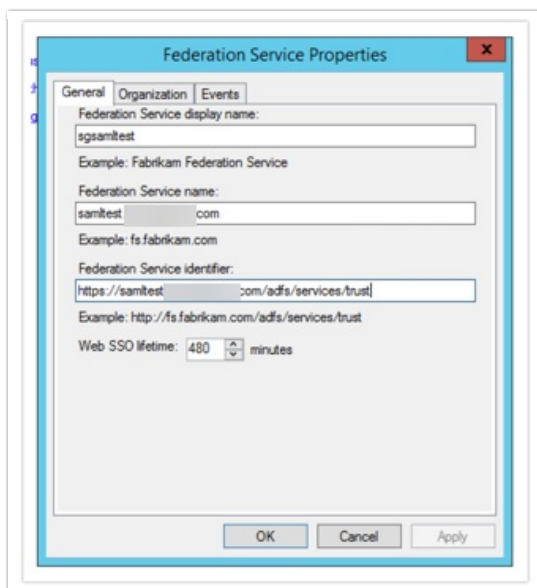 Federation Service Properties
x
General Organization Events
Federation Service display name:
sgsamltest
Example: Fabrikam Federation Service
Federation Service name:
samltest. com
Example: fs.fabrikam.com
Federation Service identifier:
https://samltest com/adfs/services/trust
Example: http://fs.fabrikam.com/adfs/services/trust
Web SSO lifetime: 480 minutes
OK Cancel Apply